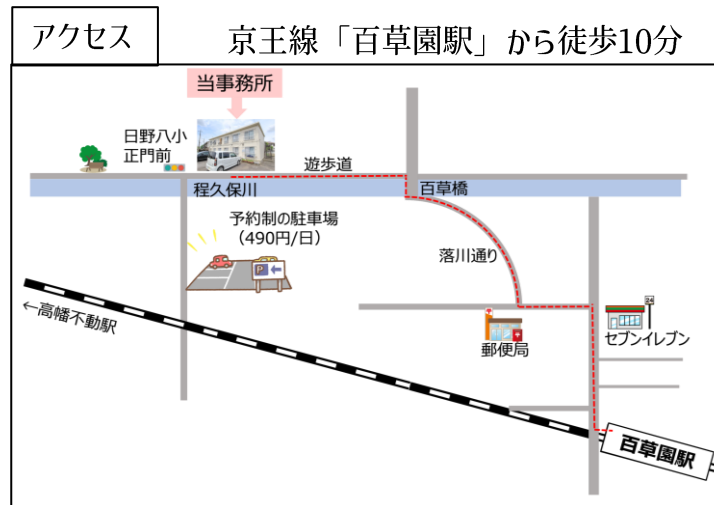 アクセス
京王線「百草園駅」から徒歩10分
当事務所
日野八小
正門前
遊歩道
程久保川
百草橋
予約制の駐車場
（490円/日）
P
落川通り
24
←高幡不動駅
郵便局
セブンイレブン
百草園駅